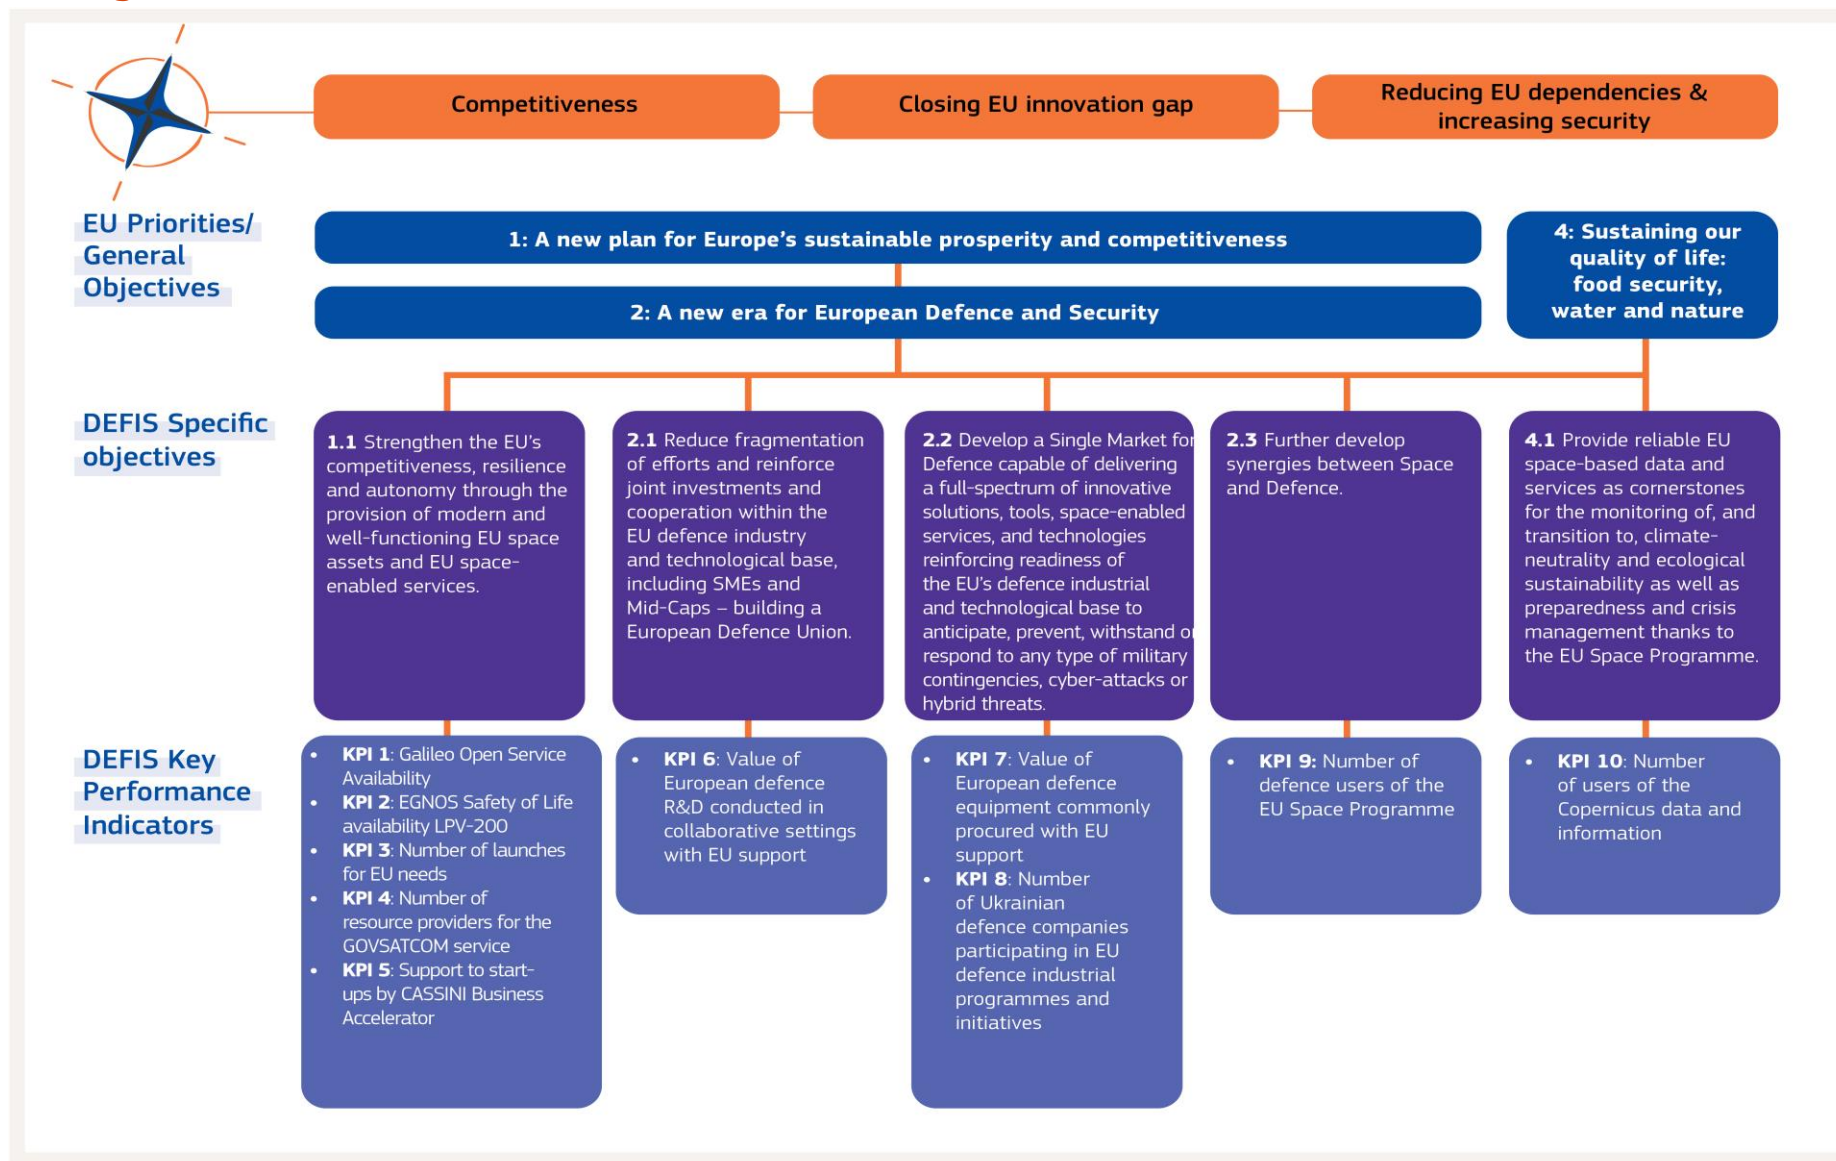 Competitiveness
Closing EU innovation gap
Reducing EU dependencies &
increasing security
EU Priorities/
General
Objectives
1: A new plan for Europe's sustainable prosperity and competitiveness
2: A new era for European Defence and Security
4: Sustaining our
quality of life:
food security,
water and nature
DEFIS Specific
objectives
1.1 Strengthen the EU's
competitiveness, resilience
and autonomy through the
provision of modern and
well-functioning EU space
assets and EU space-
enabled services.
2.1 Reduce fragmentation
of efforts and reinforce
joint investments and
cooperation within the
EU defence industry
and technological base,
including SMEs and
Mid-Caps – building a
European Defence Union.
2.2 Develop a Single Market for
Defence capable of delivering
a full-spectrum of innovative
solutions, tools, space-enabled
services, and technologies
reinforcing readiness of
the EU's defence industrial
and technological base to
anticipate, prevent, withstand or
respond to any type of military
contingencies, cyber-attacks or
hybrid threats.
2.3 Further develop
synergies between Space
and Defence.
4.1 Provide reliable EU
space-based data and
services as cornerstones
for the monitoring of, and
transition to, climate-
neutrality and ecological
sustainability as well as
preparedness and crisis
management thanks to
the EU Space Programme.
DEFIS Key
Performance
Indicators
• KPI 1: Galileo Open Service
Availability
• KPI 2: EGNOS Safety of Life
availability LPV-200
• KPI 3: Number of launches
for EU needs
• KPI 4: Number of
resource providers for the
GOVSATCOM service
• KPI 5: Support to start-
ups by CASSINI Business
Accelerator
• KPI 6: Value of
European defence
R&D conducted in
collaborative settings
with EU support
• KPI 7: Value of
European defence
equipment commonly
procured with EU
support
• KPI 8: Number
of Ukrainian
defence companies
participating in EU
defence industrial
programmes and
initiatives
• KPI 9: Number of
defence users of the
EU Space Programme
• KPI 10: Number
of users of the
Copernicus data and
information